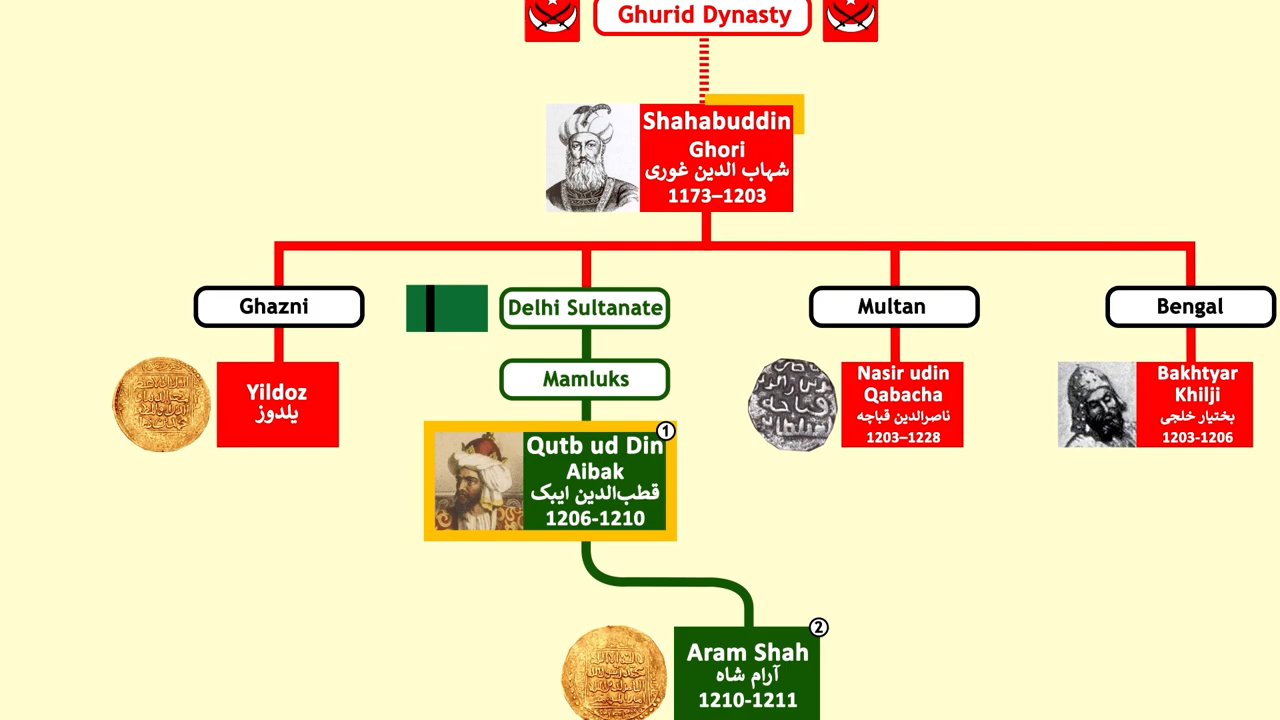 Ghurid Dynasty
Shahabuddin
Ghori
شهاب الدین غوری
1173–1203
Ghazni
Delhi Sultanate
Multan
Bengal
Mamluks
Yildoz
یلدوز
Nasir udin
Qabacha
ناصرالدین قباچه
1203–1228
Bakhtyar
Khilji
بختیار خلجی
1203-1206
1
Qutb ud Din
Aibak
قطب‌الدین ایبک
1206-1210
2
Aram Shah
آرام شاه
1210-1211